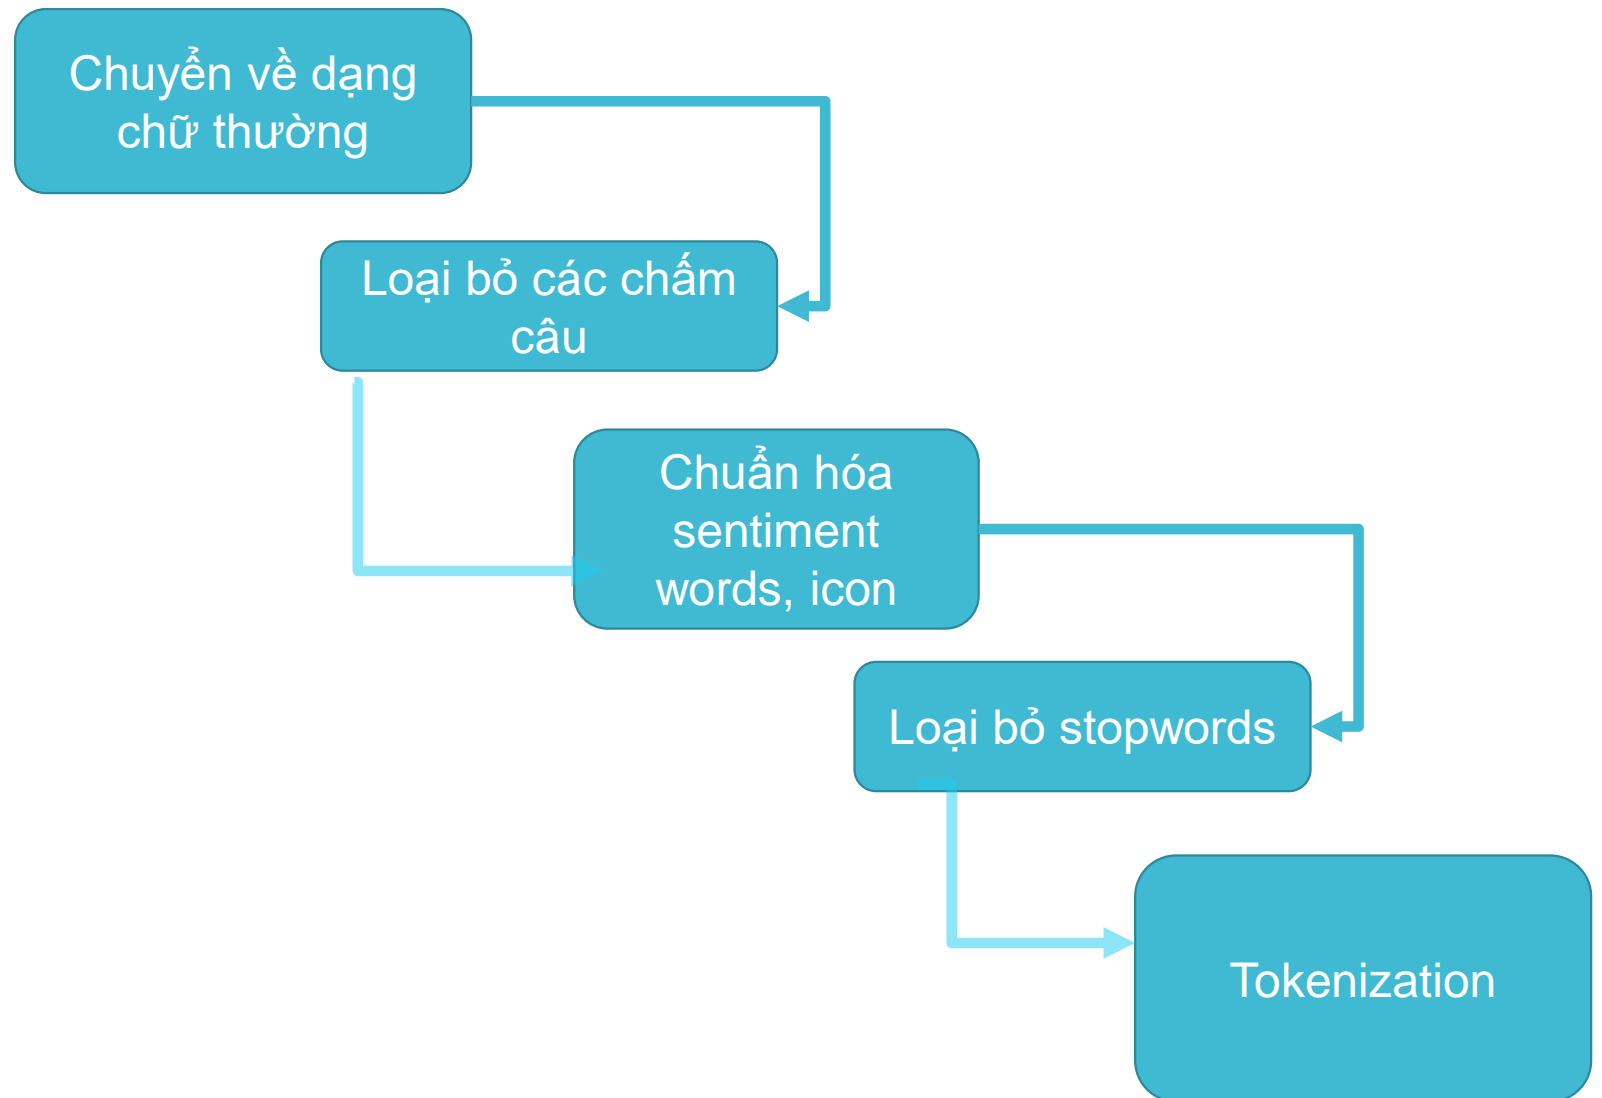 Chuyển về dạng
chữ thường
Loại bỏ các chấm
câu
Chuẩn hóa
sentiment
words, icon
Loại bỏ stopwords
Tokenization